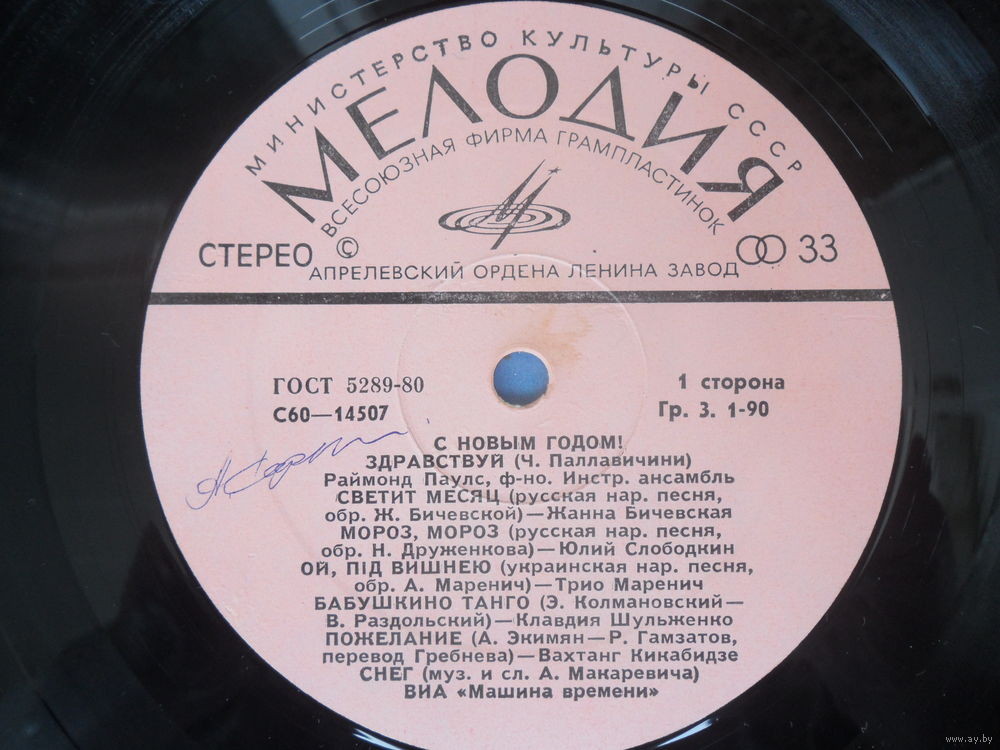 МИНИСТЕРСТВО КУЛЬТУРЫ СССР
МЕЛОДИЯ
ВСЕСОЮЗНАЯ ФИРМА ГРАМПЛАСТИНОК
СТЕРЕО © 33
АПРЕЛЕВСКИЙ ОРДЕНА ЛЕНИНА ЗАВОД
ГОСТ 5289-80 1 сторона
С60—14507 Гр. 3. 1-90
С НОВЫМ ГОДОМ!
ЗДРАВСТВУЙ (Ч. Паллавичини)
Раймонд Паулс, ф-но. Инстр. ансамбль
СВЕТИТ МЕСЯЦ (русская нар. песня,
обр. Ж. Бичевской)—Жанна Бичевская
МОРОЗ, МОРОЗ (русская нар. песня,
обр. Н. Друженкова)—Юлий Слободкин
ОЙ, ПІД ВИШНЕЮ (украинская нар. песня,
обр. А. Маренич)—Трио Маренич
БАБУШКИНО ТАНГО (Э. Колмановский—
В. Раздольский)—Клавдия Шульженко
ПОЖЕЛАНИЕ (А. Экимян—Р. Гамзатов,
перевод Гребнева)—Вахтанг Кикабидзе
СНЕГ (муз. и сл. А. Макаревича)
ВИА «Машина времени»
www.ay.by